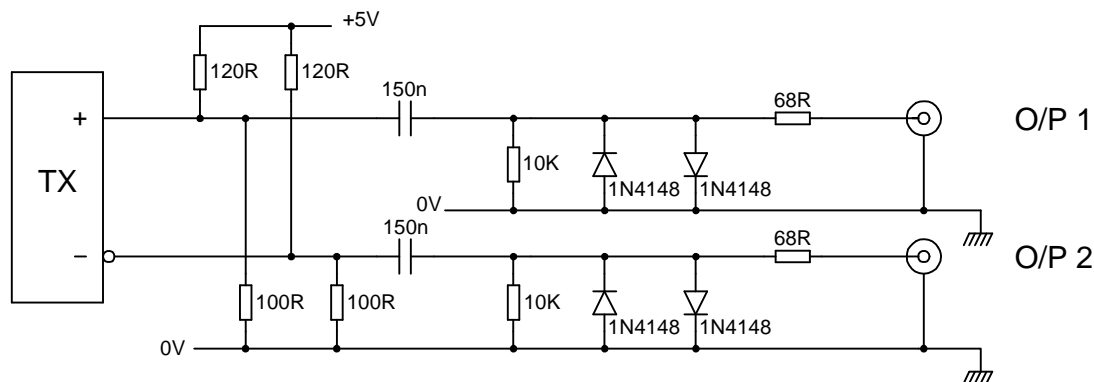 +5V
120R
120R
150n
68R
+
O/P 1
TX
10K
1N4148
1N4148
0V
150n
68R
−
O/P 2
100R
100R
10K
1N4148
1N4148
0V